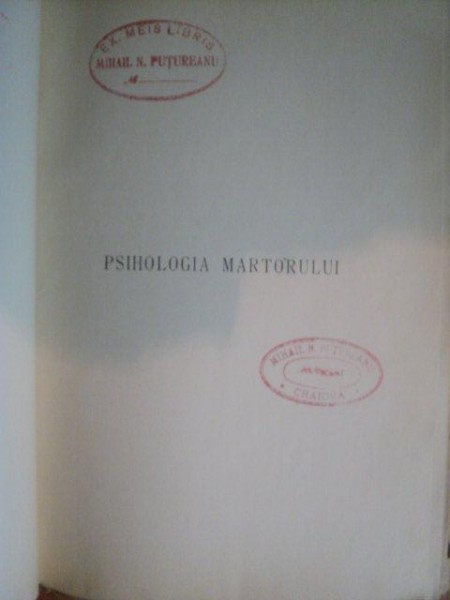 EX. MEIS LIBRIS
MIHAIL N. PUȚUREANU
PSIHOLOGIA MARTORULUI
MIHAIL N. PUȚUREANU
CRAIOVA